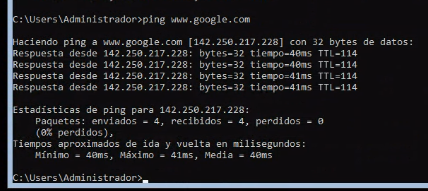 C:\Users\Administrador>ping www.google.com
Haciendo ping a www.google.com [142.250.217.228] con 32 bytes de datos:
Respuesta desde 142.250.217.228: bytes=32 tiempo=40ms TTL=114
Respuesta desde 142.250.217.228: bytes=32 tiempo=40ms TTL=114
Respuesta desde 142.250.217.228: bytes=32 tiempo=41ms TTL=114
Respuesta desde 142.250.217.228: bytes=32 tiempo=41ms TTL=114
Estadísticas de ping para 142.250.217.228:
Paquetes: enviados = 4, recibidos = 4, perdidos = 0
(0% perdidos),
Tiempos aproximados de ida y vuelta en milisegundos:
Mínimo = 40ms, Máximo = 41ms, Media = 40ms
C:\Users\Administrador>